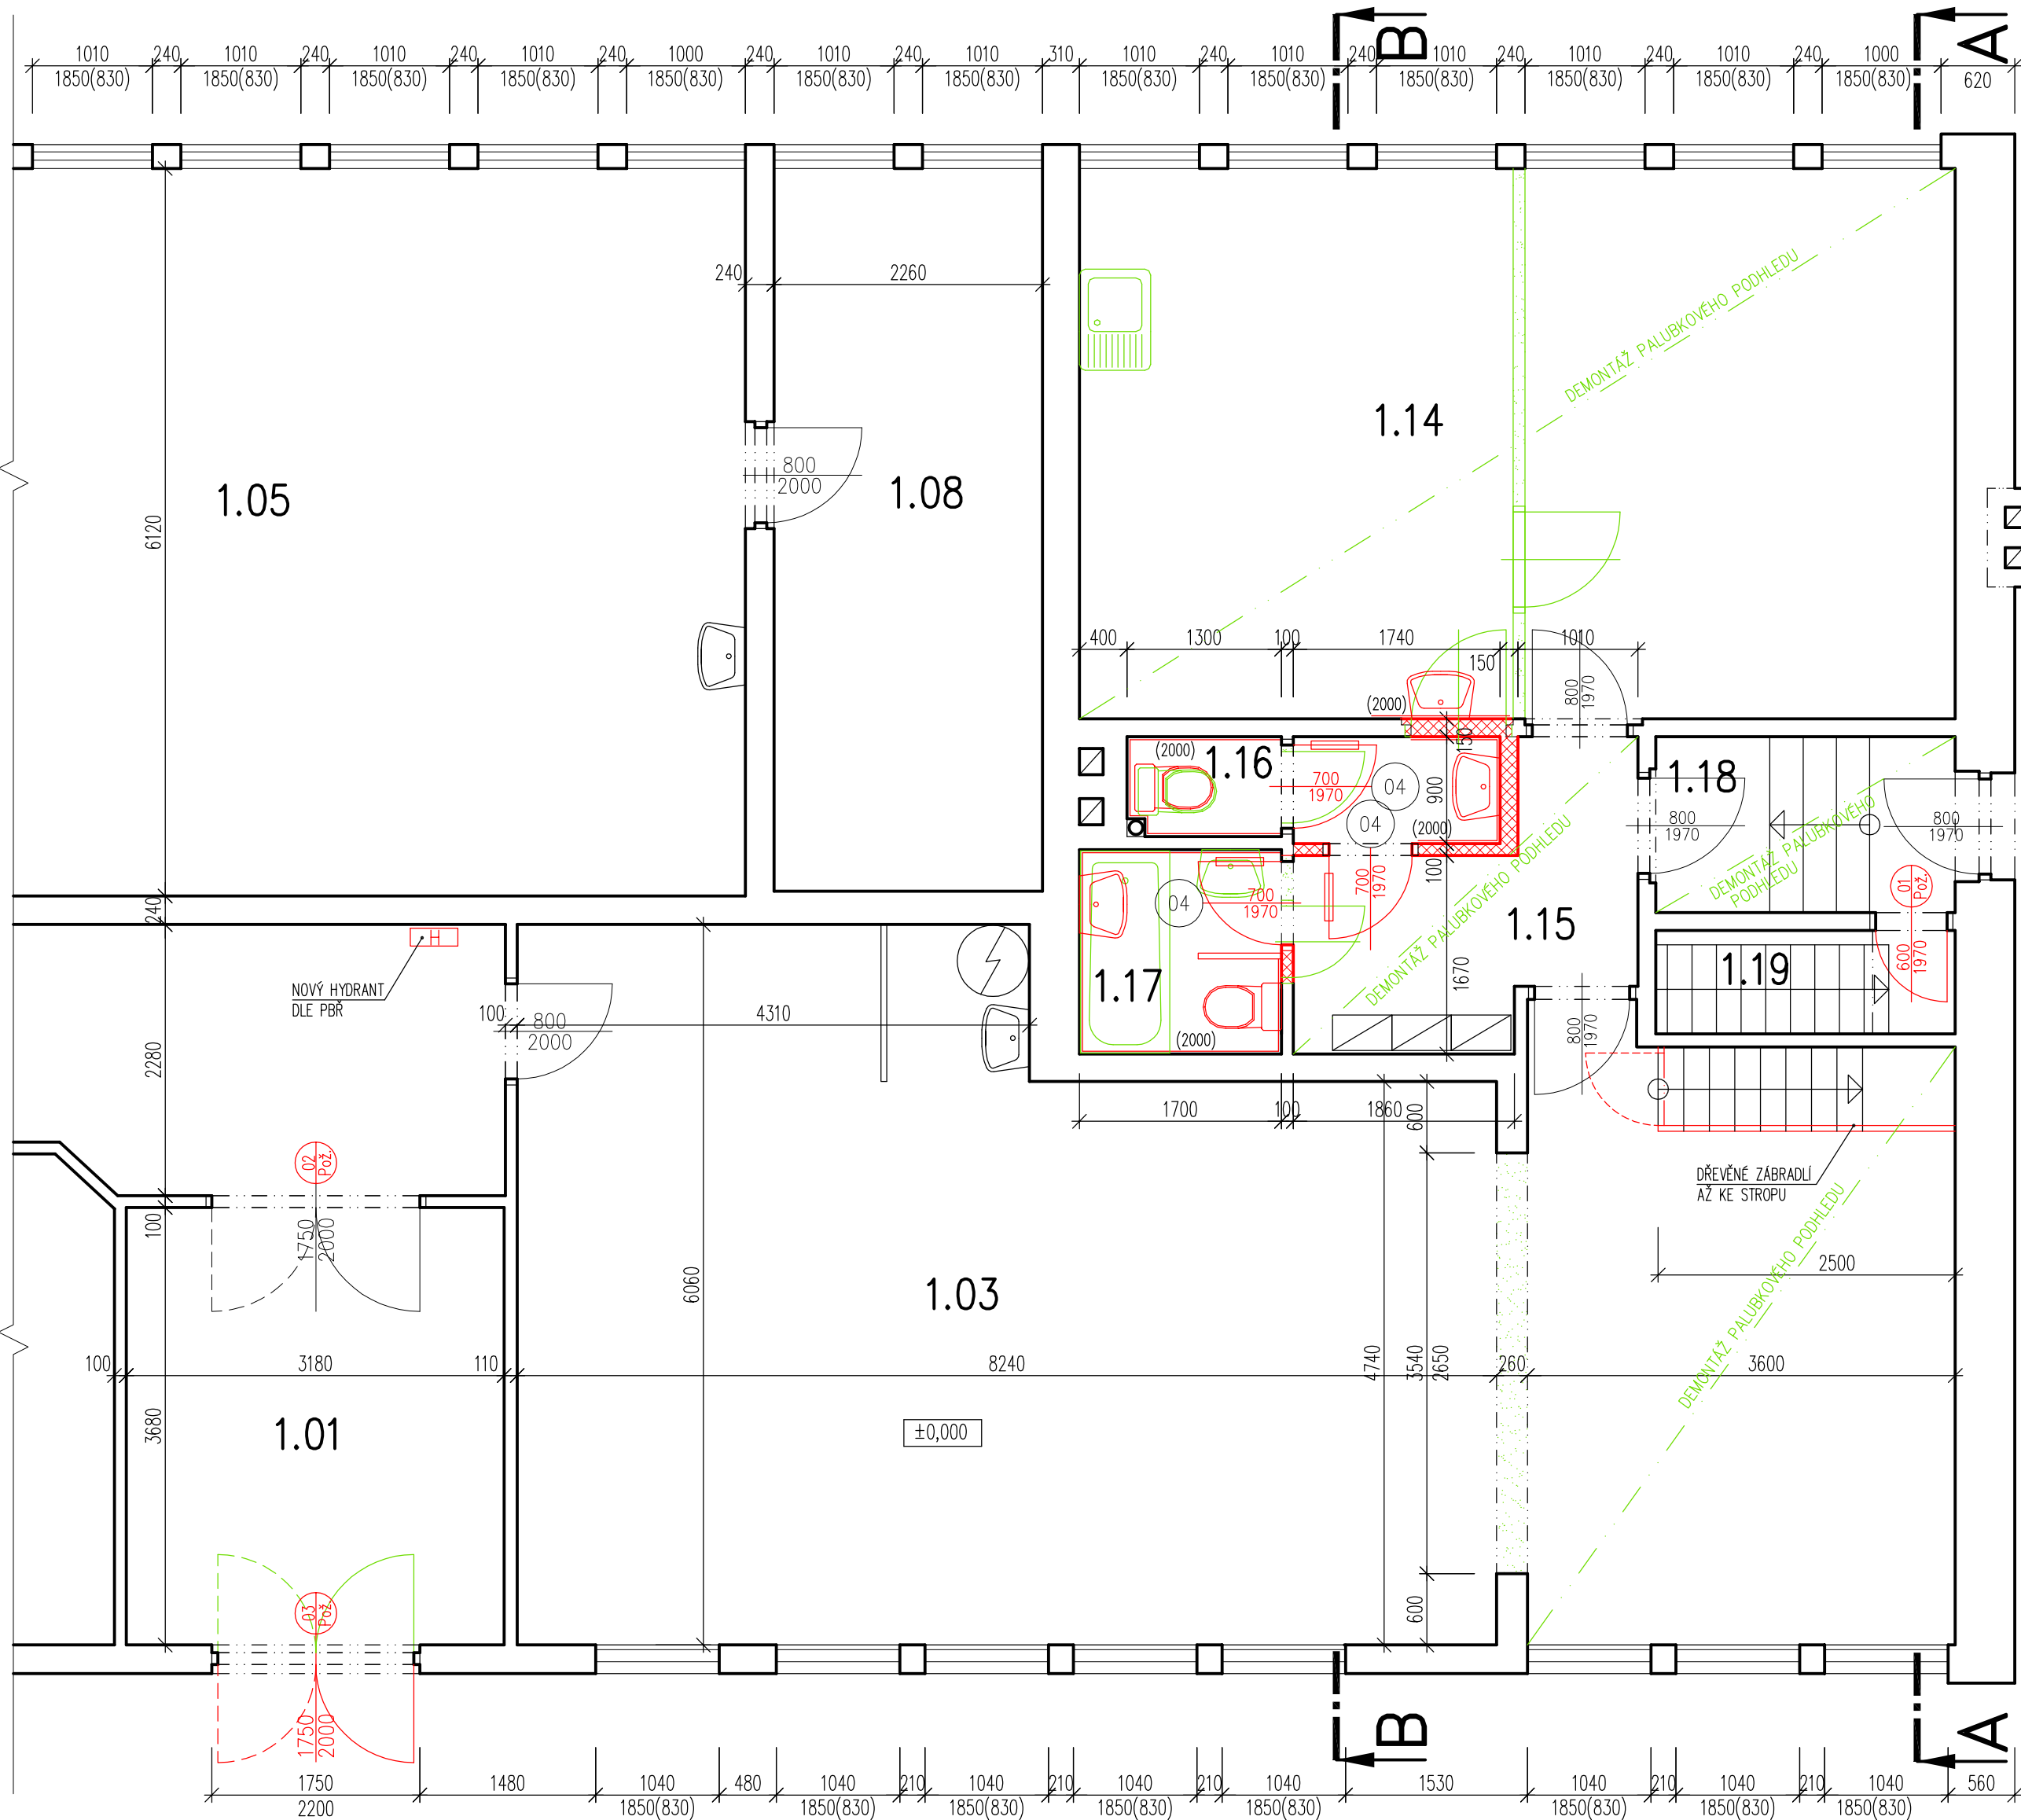 1010 240 1010 240 1010 240 1010 240 1000 240 1010 240 1010 310 1010 240 1010 240 1010 240 1010 240 1010 240 1000
1850(830) 1850(830) 1850(830) 1850(830) 1850(830) 1850(830) 1850(830) 1850(830) 1850(830) 1850(830) 1850(830) 1850(830) 1850(830) 620
B
A
240 2260
DEMONTÁŽ PALUBKOVÉHO PODHLEDU
1.14
800
2000
1.05
1.08
6120
400 1300 100 1740 1010
150
800
1970
(2000)
150
(2000)
1.16
700
1970
04
900
04
(2000)
100
1.18
800
1970
800
1970
DEMONTÁŽ PALUBKOVÉHO
PODHLEDU
01
Pož.
DEMONTÁŽ PALUBKOVÉHO PODHLEDU
700
1970
04
700
1970
1.15
240
1.17
1670
1.19
600
1970
(2000)
H
NOVÝ HYDRANT
DLE PBŘ
100
800
2000
4310
800
1970
2280
1700 100 1860
600
02
Pož.
DŘEVĚNÉ ZÁBRADLÍ
AŽ KE STROPU
100
1750
2000
2500
DEMONTÁŽ PALUBKOVÉHO PODHLEDU
6060
1.03
100 3180 110 8240 260 3600
4740
3540
2650
3680
1.01
±0,000
600
03
Pož.
1750
2000
B
A
1750 1480 1040 480 1040 210 1040 210 1040 210 1040 1530 1040 210 1040 210 1040 560
2200 1850(830) 1850(830) 1850(830) 1850(830) 1850(830) 1850(830) 1850(830) 1850(830)